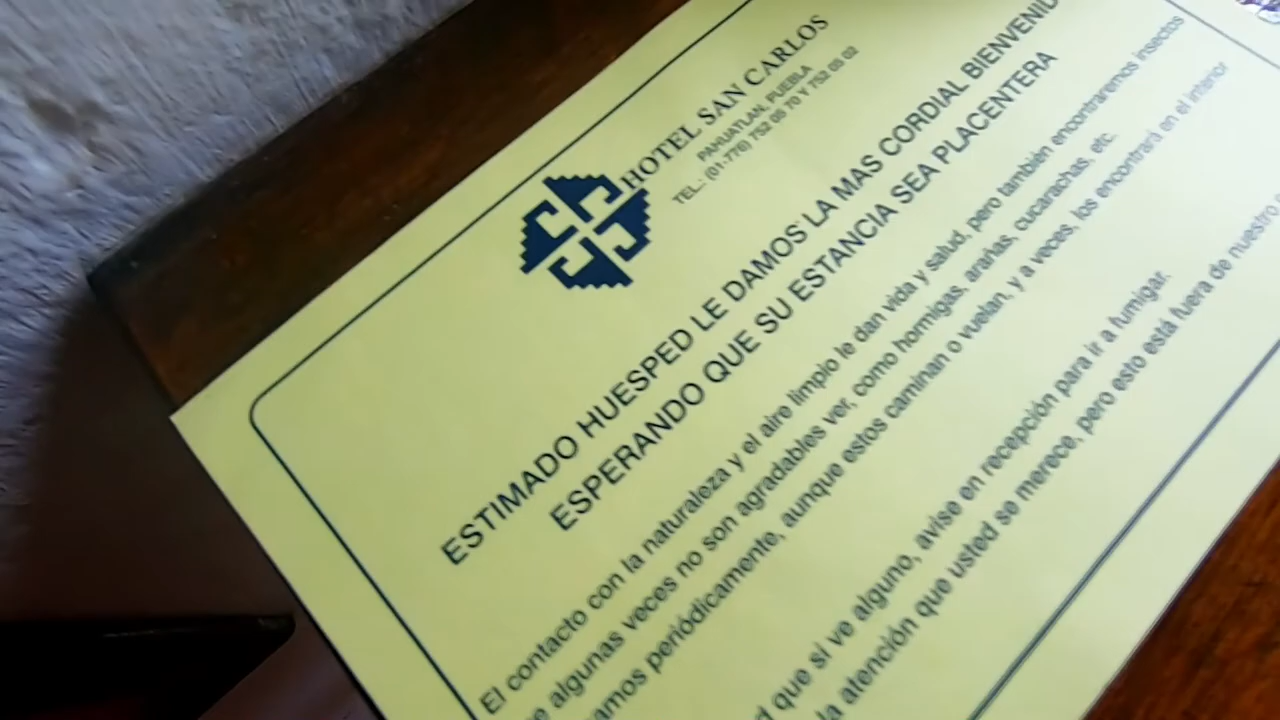 HOTEL SAN CARLOS
PAHUATLAN, PUEBLA
TEL.: (01-776) 752 05 70 Y 752 05 02
ESTIMADO HUESPED LE DAMOS LA MAS CORDIAL BIENVENID
ESPERANDO QUE SU ESTANCIA SEA PLACENTERA
El contacto con la naturaleza y el aire limpio le dan vida y salud, pero también encontraremos insectos
e algunas veces no son agradables ver, como hormigas, arañas, cucarachas, etc.
amos periódicamente, aunque estos caminan o vuelan, y a veces, los encontrará en el interior
d que si ve alguno, avise en recepción para ir a fumigar.
la atención que usted se merece, pero esto está fuera de nuestro